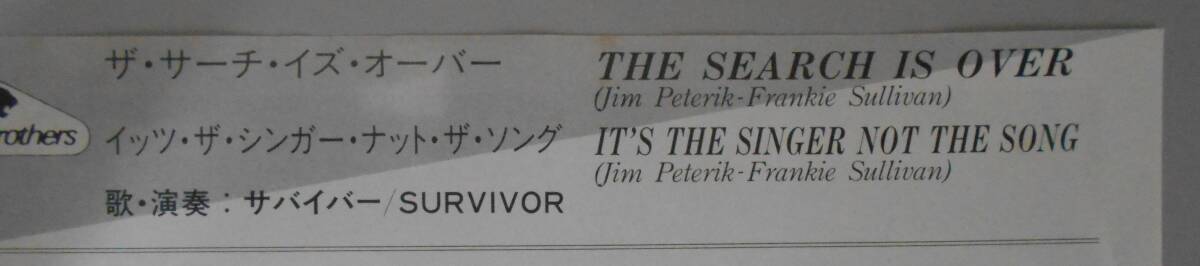 ザ・サーチ・イズ・オーバー THE SEARCH IS OVER
(Jim Peterik-Frankie Sullivan)
rothers イッツ・ザ・シンガー・ナット・ザ・ソング IT'S THE SINGER NOT THE SONG
(Jim Peterik-Frankie Sullivan)
歌・演奏：サバイバー/SURVIVOR